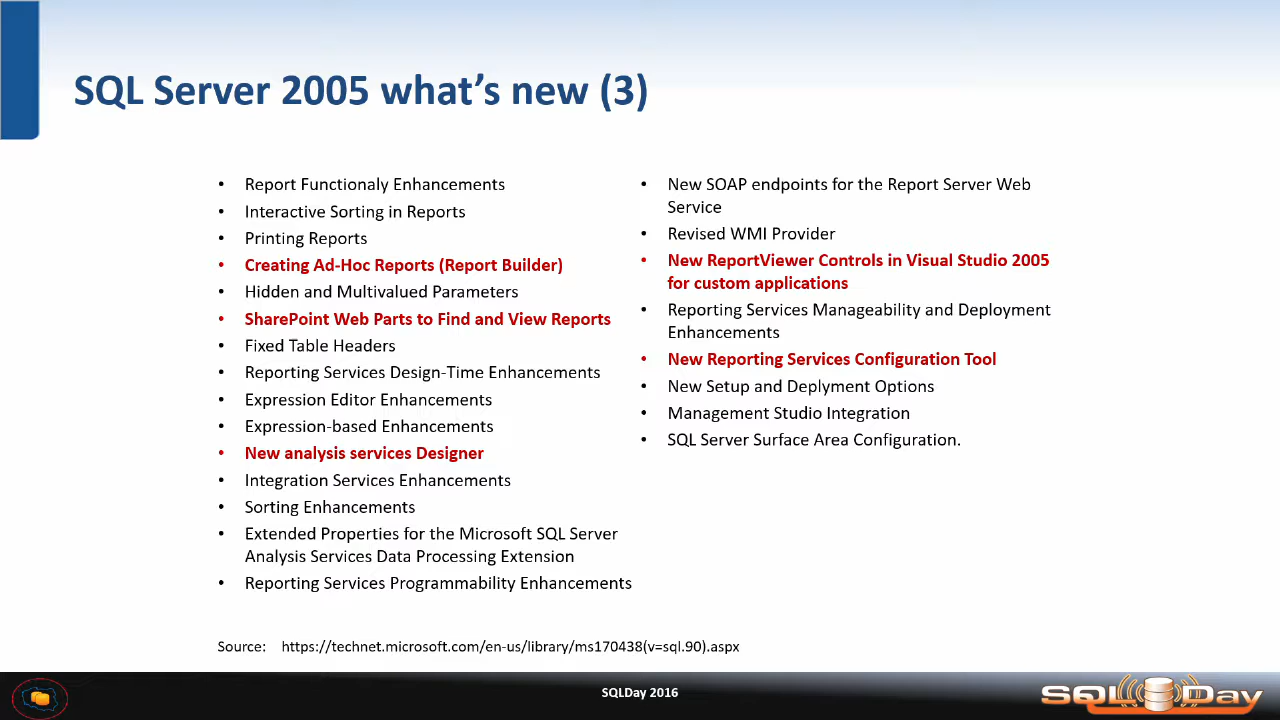 SQL Server 2005 what's new (3)
• Report Functionaly Enhancements
• Interactive Sorting in Reports
• Printing Reports
• Creating Ad-Hoc Reports (Report Builder)
• Hidden and Multivalued Parameters
• SharePoint Web Parts to Find and View Reports
• Fixed Table Headers
• Reporting Services Design-Time Enhancements
• Expression Editor Enhancements
• Expression-based Enhancements
• New analysis services Designer
• Integration Services Enhancements
• Sorting Enhancements
• Extended Properties for the Microsoft SQL Server
Analysis Services Data Processing Extension
• Reporting Services Programmability Enhancements
• New SOAP endpoints for the Report Server Web
Service
• Revised WMI Provider
• New ReportViewer Controls in Visual Studio 2005
for custom applications
• Reporting Services Manageability and Deployment
Enhancements
• New Reporting Services Configuration Tool
• New Setup and Deplyment Options
• Management Studio Integration
• SQL Server Surface Area Configuration.
Source: https://technet.microsoft.com/en-us/library/ms170438(v=sql.90).aspx
SQLDay 2016
SQL Day